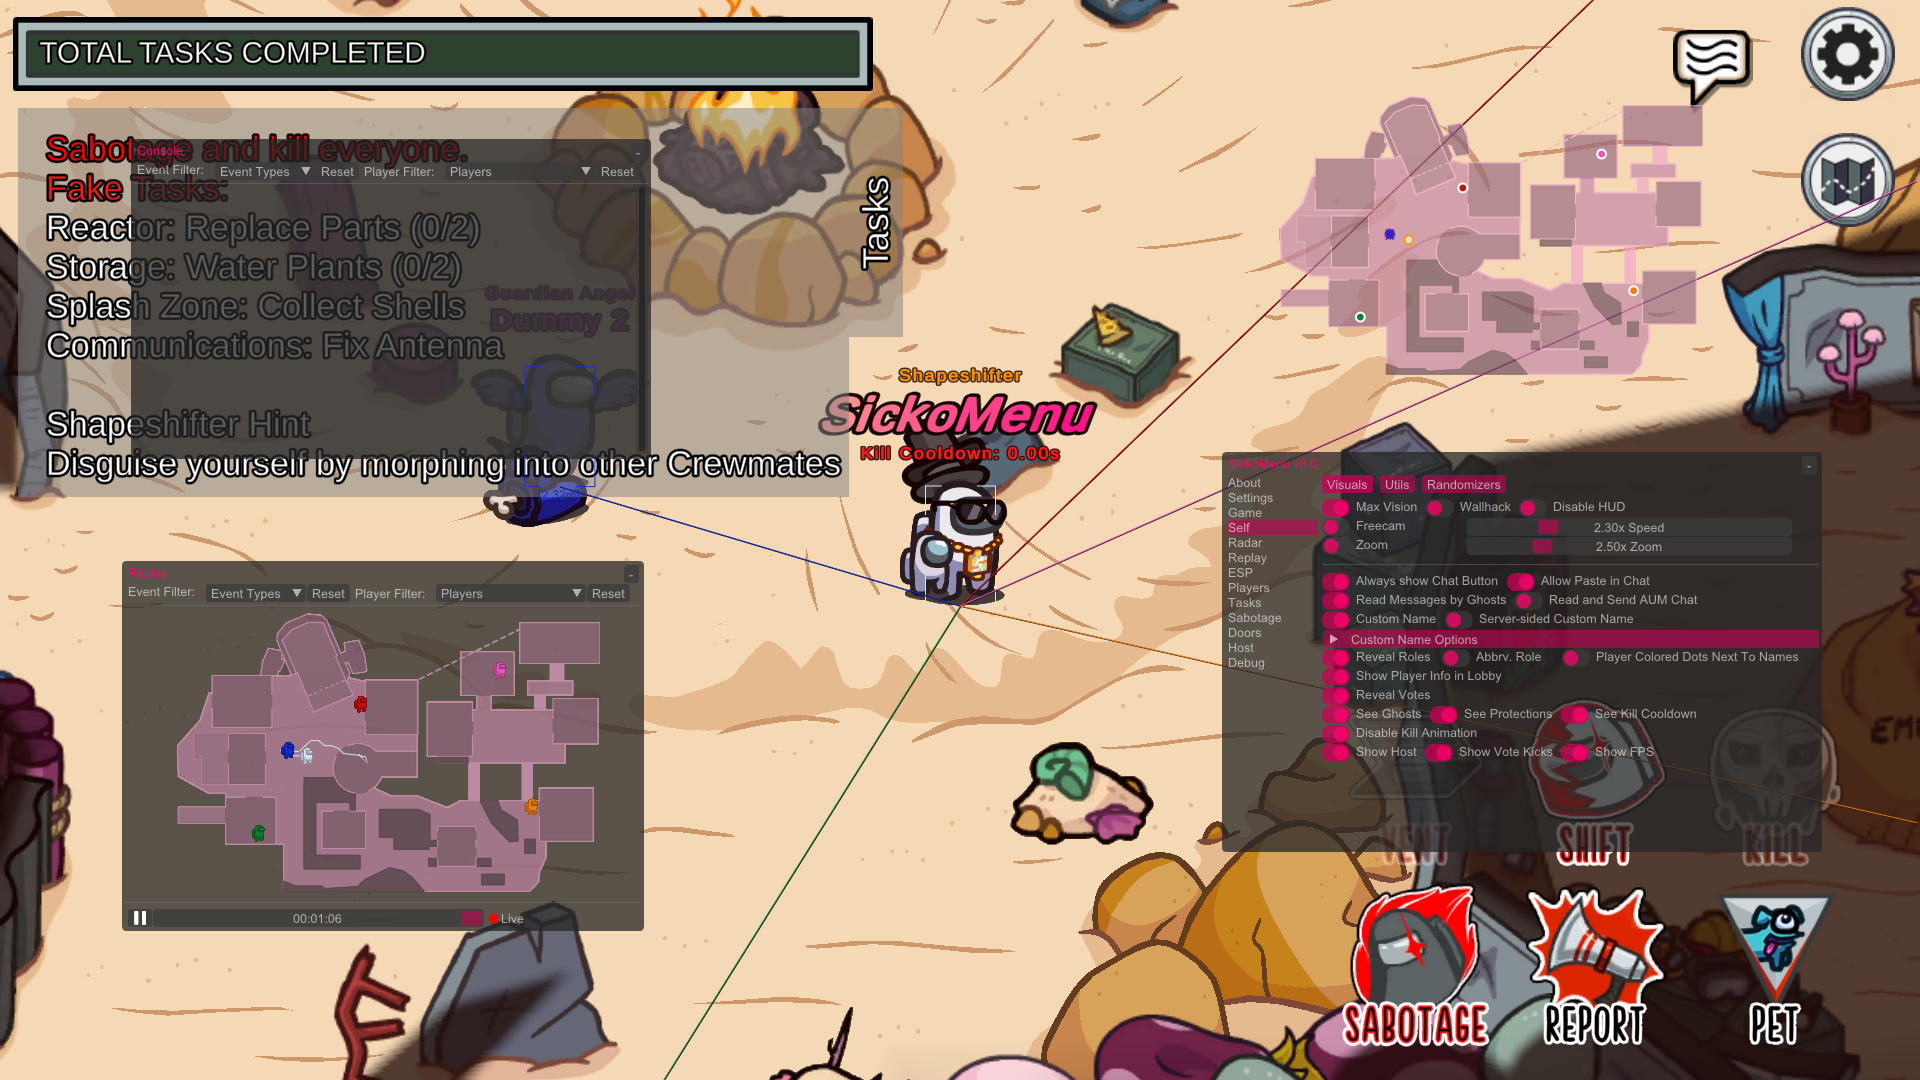 TOTAL TASKS COMPLETED
Sabotage and kill everyone.
Fake Tasks:
Reactor: Replace Parts (0/2)
Storage: Water Plants (0/2)
Splash Zone: Collect Shells
Communications: Fix Antenna
Shapeshifter Hint
Disguise yourself by morphing into other Crewmates
Tasks
Console
-
Event Filter: Event Types ▼ Reset Player Filter: Players ▼ Reset
Guardian Angel
Dummy 2
Shapeshifter
SickoMenu
Kill Cooldown: 0.00s
Replay
-
Event Filter: Event Types ▼ Reset Player Filter: Players ▼ Reset
00:01:06
Live
SickoMenu v3.0
-
About
Settings
Game
Self
Radar
Replay
ESP
Players
Tasks
Sabotage
Doors
Host
Debug
Visuals Utils Randomizers
Max Vision Wallhack Disable HUD
Freecam 2.30x Speed
Zoom 2.50x Zoom
Always show Chat Button Allow Paste in Chat
Read Messages by Ghosts Read and Send AUM Chat
Custom Name Server-sided Custom Name
Custom Name Options
Reveal Roles Abbrv. Role Player Colored Dots Next To Names
Show Player Info in Lobby
Reveal Votes
See Ghosts See Protections See Kill Cooldown
Disable Kill Animation
Show Host Show Vote Kicks Show FPS
VENT SHIFT KILL
SABOTAGE REPORT PET